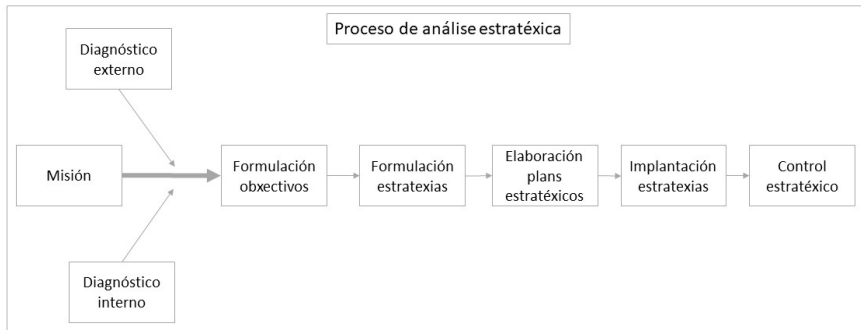 Proceso de análise estratéxica
Diagnóstico
externo
Misión
Formulación
obxectivos
Formulación
estratexias
Elaboración
plans
estratéxicos
Implantación
estratexias
Control
estratéxico
Diagnóstico
interno